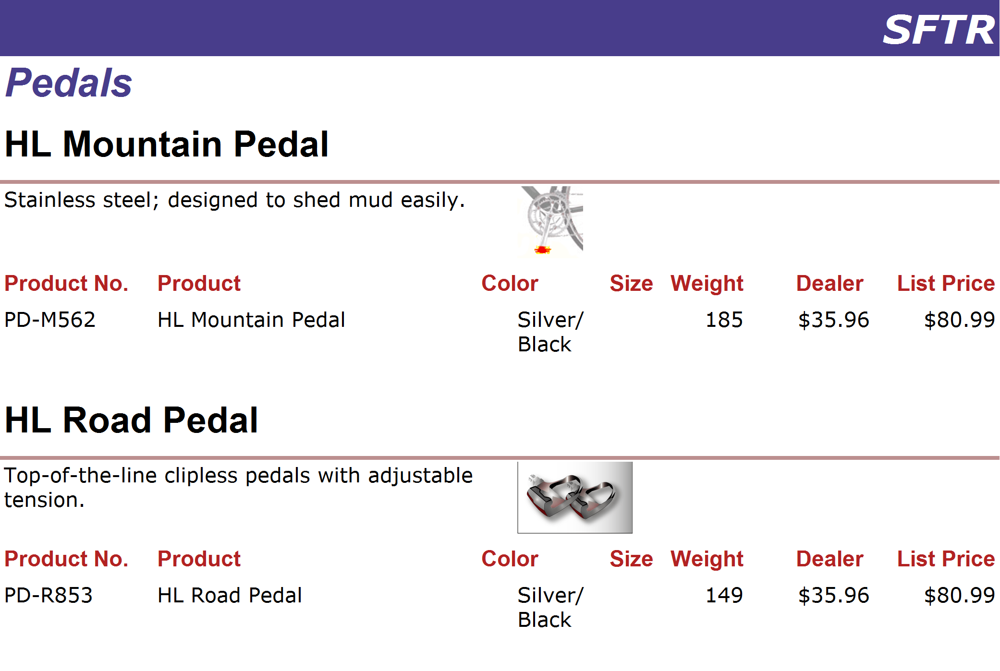 SFTR
Pedals
HL Mountain Pedal
Stainless steel; designed to shed mud easily.
Product No. Product Color Size Weight Dealer List Price
PD-M562 HL Mountain Pedal Silver/ 185 $35.96 $80.99
Black
HL Road Pedal
Top-of-the-line clipless pedals with adjustable
tension.
Product No. Product Color Size Weight Dealer List Price
PD-R853 HL Road Pedal Silver/ 149 $35.96 $80.99
Black